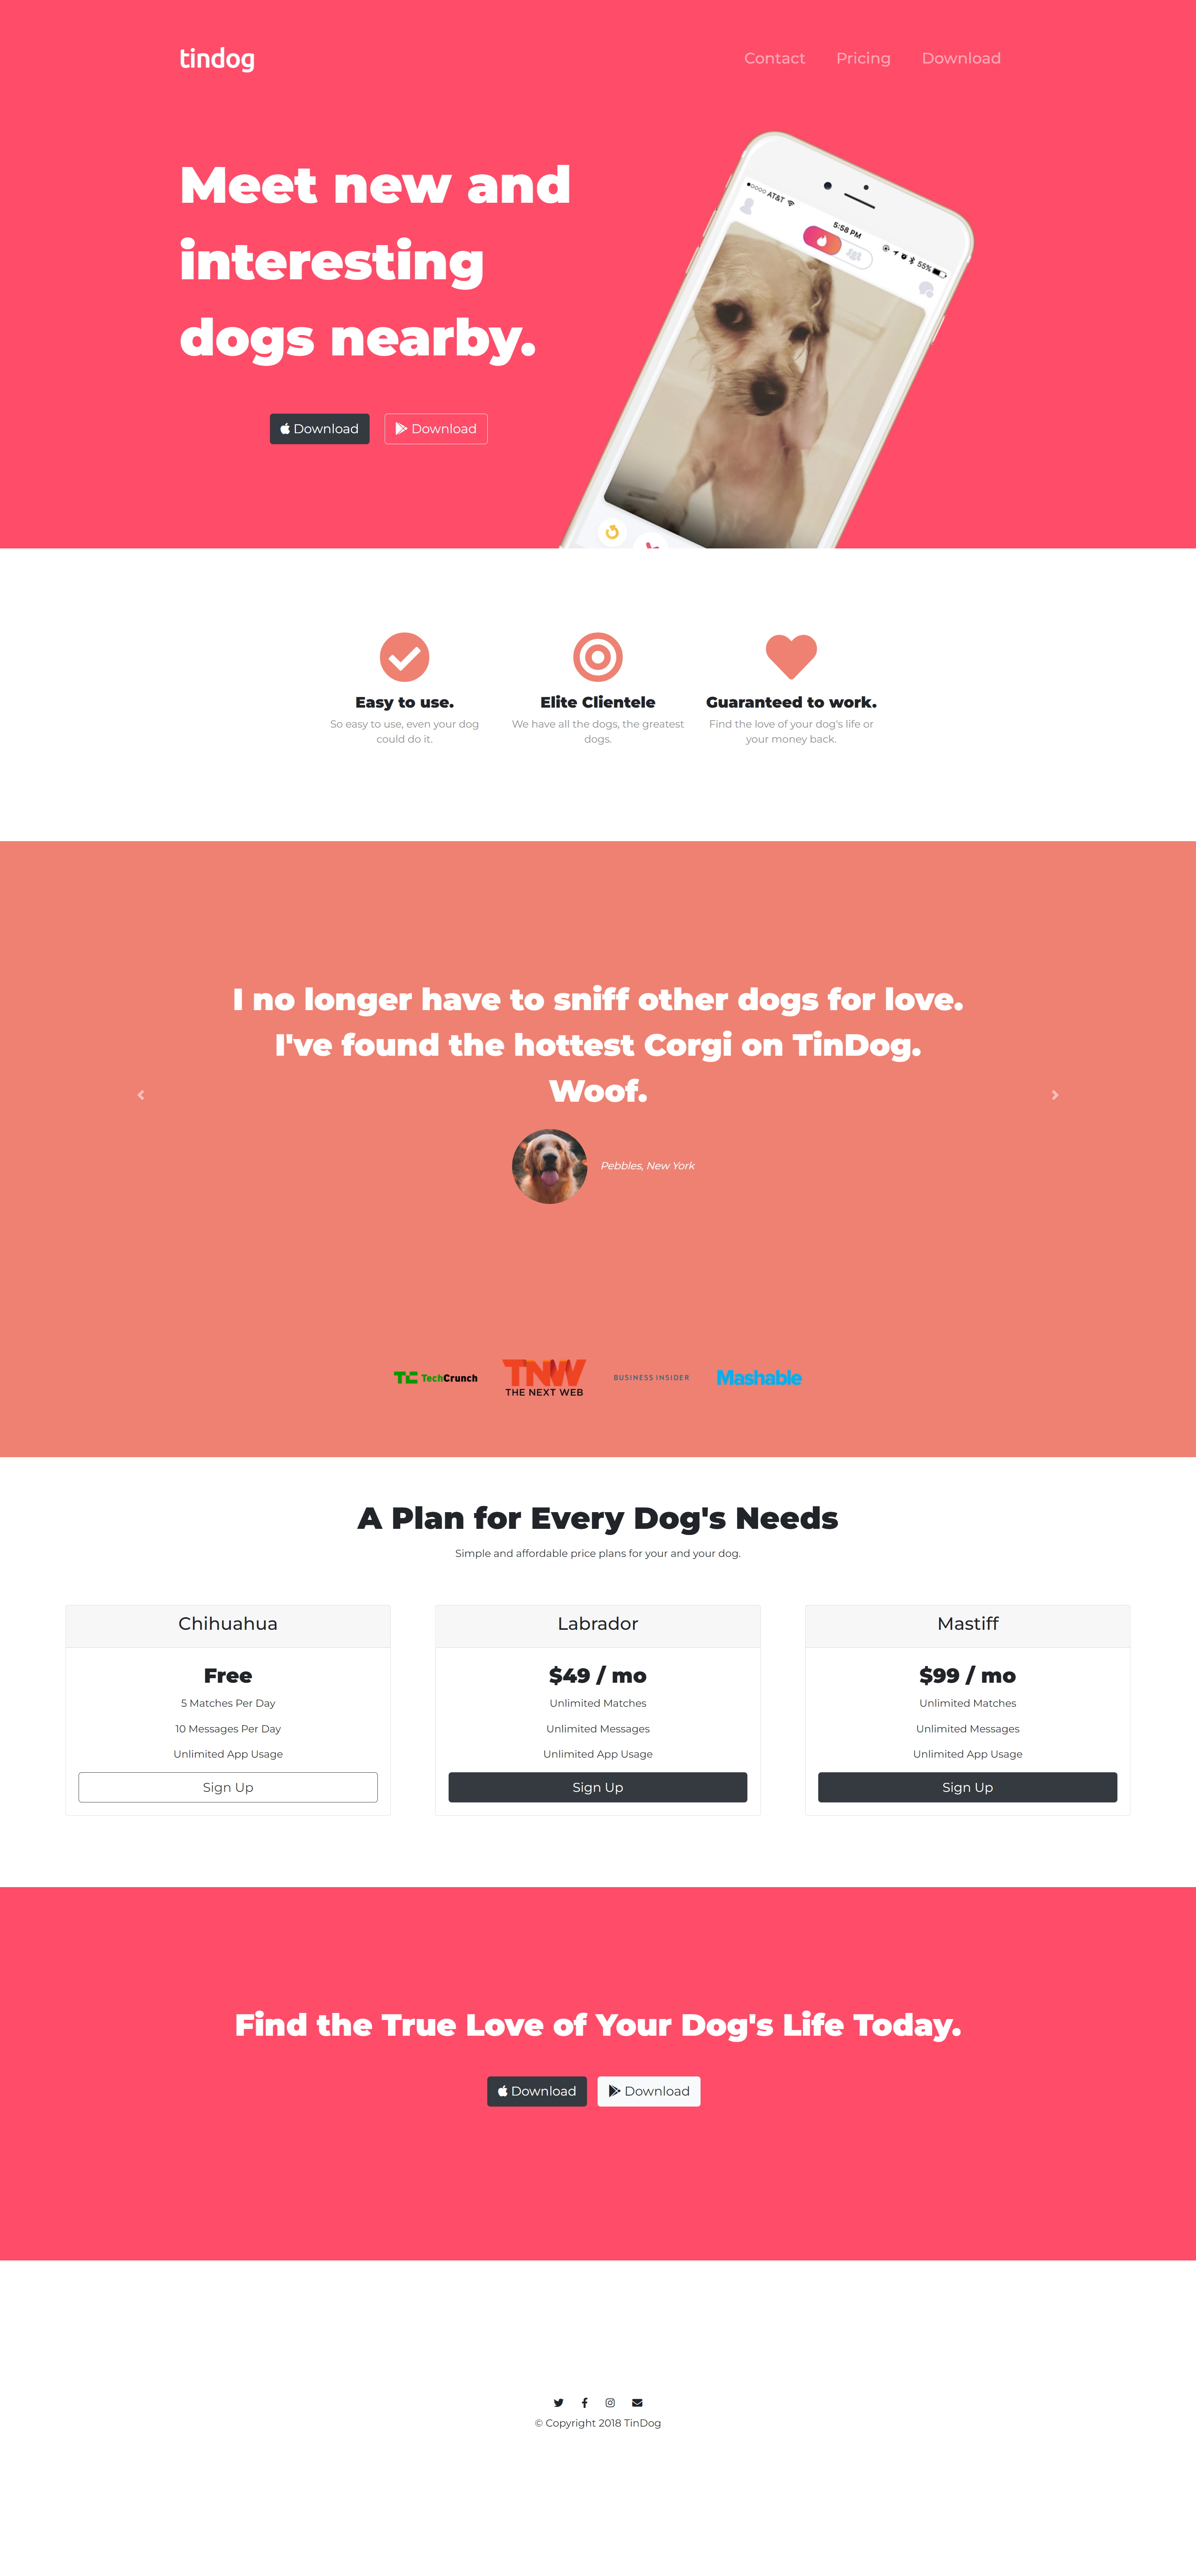 tindog
Contact Pricing Download
Meet new and
interesting
dogs nearby.
AT&T
5:58 PM
55%
Download Download
Easy to use.
So easy to use, even your dog
could do it.
Elite Clientele
We have all the dogs, the greatest
dogs.
Guaranteed to work.
Find the love of your dog's life or
your money back.
I no longer have to sniff other dogs for love.
I've found the hottest Corgi on TinDog.
Woof.
Pebbles, New York
TC TechCrunch
TNW
THE NEXT WEB
BUSINESS INSIDER
Mashable
A Plan for Every Dog's Needs
Simple and affordable price plans for your and your dog.
Chihuahua
Free
5 Matches Per Day
10 Messages Per Day
Unlimited App Usage
Sign Up
Labrador
$49 / mo
Unlimited Matches
Unlimited Messages
Unlimited App Usage
Sign Up
Mastiff
$99 / mo
Unlimited Matches
Unlimited Messages
Unlimited App Usage
Sign Up
Find the True Love of Your Dog's Life Today.
Download Download
© Copyright 2018 TinDog